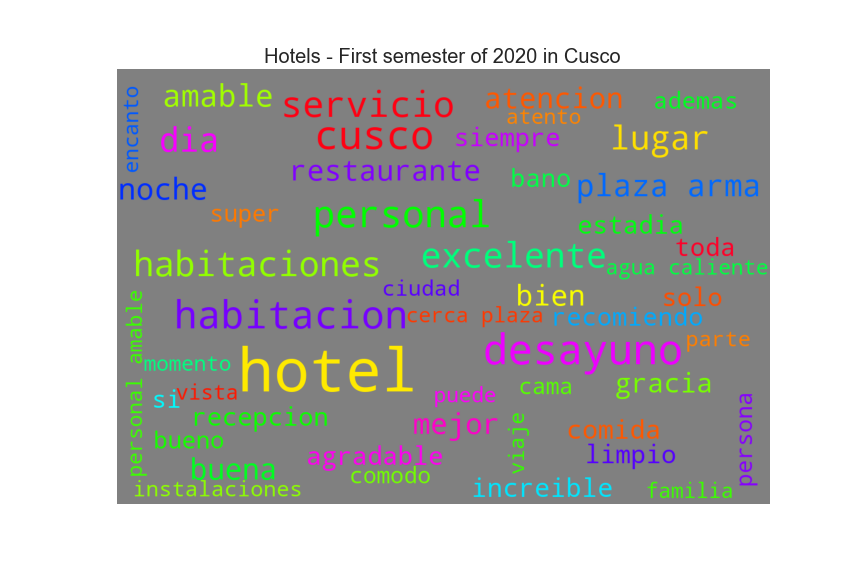 Hotels - First semester of 2020 in Cusco
encanto
amable
servicio
atencion
ademas
atento
dia
cusco
siempre
lugar
restaurante
bano
plaza arma
noche
super
personal
estadia
habitaciones
excelente
toda
agua caliente
ciudad
bien
solo
habitacion
cerca plaza
recomiendo
personal amable
momento
hotel
desayuno
parte
si
vista
puede
cama
gracia
recepcion
mejor
viaje
comida
persona
bueno
buena
agradable
limpio
comodo
instalaciones
increible
familia